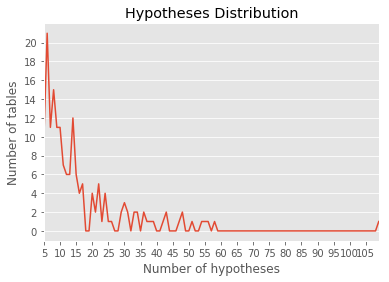 Hypotheses Distribution
Number of tables
20
18
16
14
12
10
8
6
4
2
0
5 10 15 20 25 30 35 40 45 50 55 60 65 70 75 80 85 90 95 100 105
Number of hypotheses